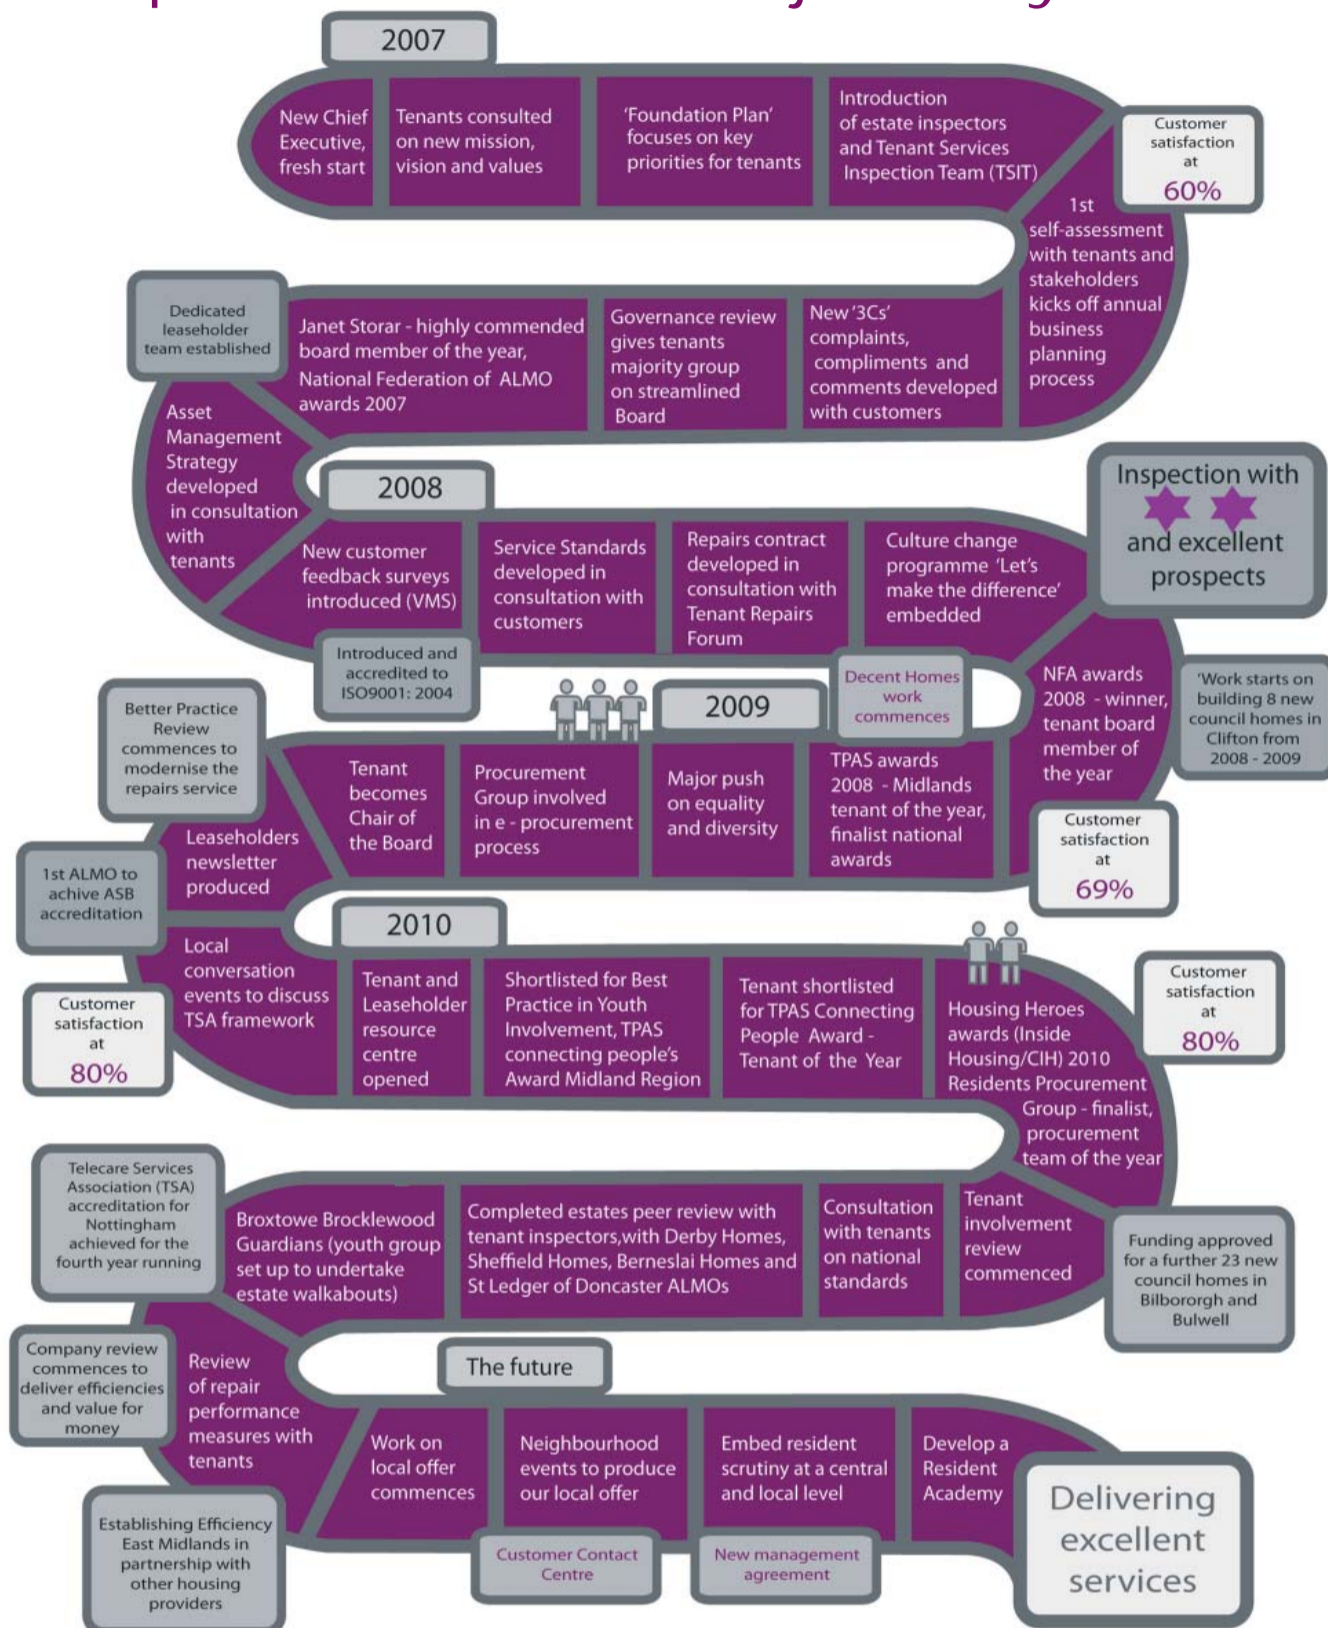 2007
New Chief
Executive,
fresh start
Tenants consulted
on new mission,
vision and values
'Foundation Plan'
focuses on key
priorities for tenants
Introduction
of estate inspectors
and Tenant Services
Inspection Team (TSIT)
Customer
satisfaction
at
60%
1st
self-assessment
with tenants and
stakeholders
kicks off annual
business
planning
process
New '3Cs'
complaints,
compliments and
comments developed
with customers
Governance review
gives tenants
majority group
on streamlined
Board
Janet Storar - highly commended
board member of the year,
National Federation of ALMO
awards 2007
Dedicated
leaseholder
team established
Asset
Management
Strategy
developed
in consultation
with
tenants
2008
New customer
feedback surveys
introduced (VMS)
Introduced and
accredited to
ISO9001: 2004
Service Standards
developed in
consultation with
customers
Repairs contract
developed in
consultation with
Tenant Repairs
Forum
Culture change
programme 'Let's
make the difference'
embedded
Inspection with
and excellent
prospects
NFA awards
2008 - winner,
tenant board
member of
the year
'Work starts on
building 8 new
council homes in
Clifton from
2008 - 2009
Customer
satisfaction
at
69%
Decent Homes
work
commences
TPAS awards
2008 - Midlands
tenant of the year,
finalist national
awards
2009
Major push
on equality
and diversity
Procurement
Group involved
in e - procurement
process
Tenant
becomes
Chair of
the Board
Better Practice
Review
commences to
modernise the
repairs service
Leaseholders
newsletter
produced
1st ALMO to
achive ASB
accreditation
Local
conversation
events to discuss
TSA framework
Customer
satisfaction
at
80%
2010
Tenant and
Leaseholder
resource
centre
opened
Shortlisted for Best
Practice in Youth
Involvement, TPAS
connecting people's
Award Midland Region
Tenant shortlisted
for TPAS Connecting
People Award -
Tenant of the Year
Housing Heroes
awards (Inside
Housing/CIH) 2010
Residents Procurement
Group - finalist,
procurement
team of the year
Customer
satisfaction
at
80%
Funding approved
for a further 23 new
council homes in
Bilbororgh and
Bulwell
Tenant
involvement
review
commenced
Consultation
with tenants
on national
standards
Completed estates peer review with
tenant inspectors,with Derby Homes,
Sheffield Homes, Berneslai Homes and
St Ledger of Doncaster ALMOs
Broxtowe Brocklewood
Guardians (youth group
set up to undertake
estate walkabouts)
Telecare Services
Association (TSA)
accreditation for
Nottingham
achieved for the
fourth year running
Company review
commences to
deliver efficiencies
and value for
money
Review
of repair
performance
measures with
tenants
Establishing Efficiency
East Midlands in
partnership with
other housing
providers
The future
Work on
local offer
commences
Neighbourhood
events to produce
our local offer
Customer Contact
Centre
Embed resident
scrutiny at a central
and local level
New management
agreement
Develop a
Resident
Academy
Delivering
excellent
services